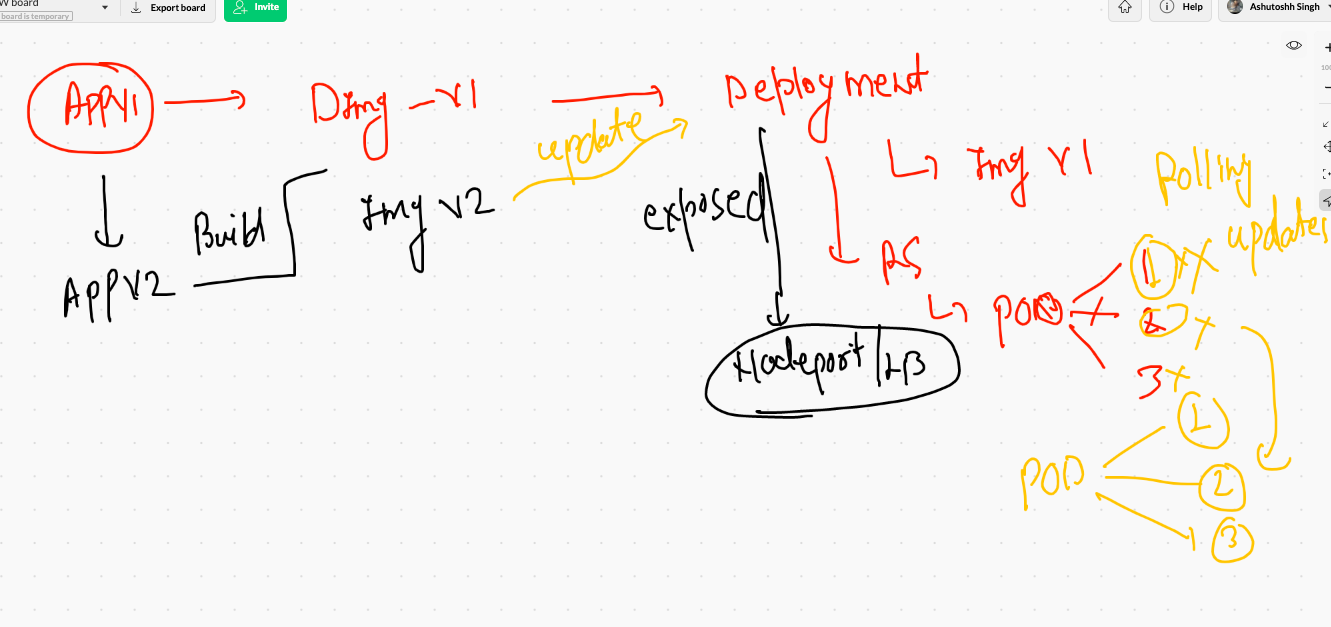 W board
Export board
Invite
Help
Ashutoshh Singh
board is temporary
100
APPV1
DImg - v1
Deployment
update
Img v1
Rolling
updates
Build
Img v2
exposed
APPV2
RS
POD
1
2
3
Nodeport/LB
POD
1
2
3